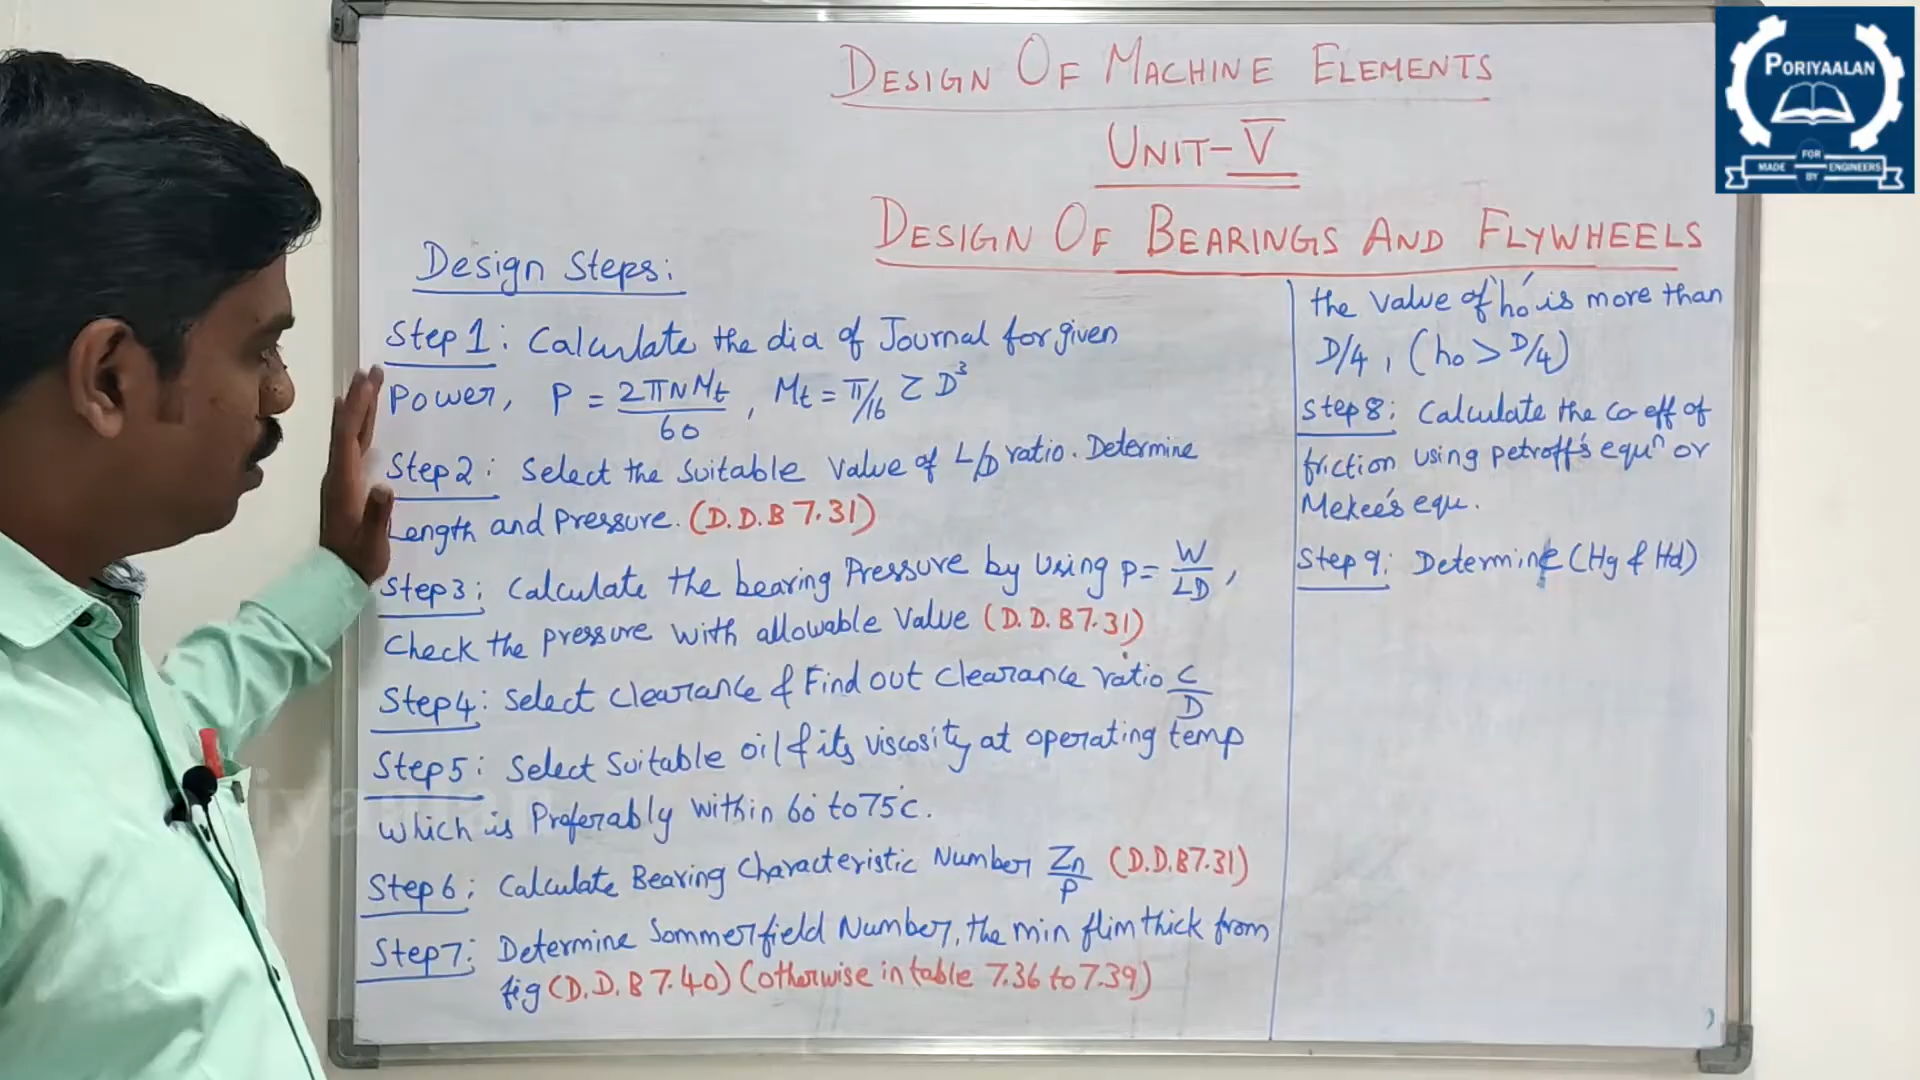 DESIGN OF MACHINE ELEMENTS
UNIT-V
DESIGN OF BEARINGS AND FLYWHEELS
PORIYAALAN
MADE FOR ENGINEERS
BY
Design Steps:
Step 1: Calculate the dia of Journal for given
Power, P = 2πNMt/60, Mt = π/16 τ D³
Step 2: Select the Suitable Value of L/D ratio. Determine
Length and Pressure. (D.D.B 7.31)
Step 3: Calculate the bearing Pressure by Using P = W/LD,
Check the pressure with allowable Value (D.D.B 7.31)
Step 4: Select Clearance & Find out Clearance ratio C/D
Step 5: Select Suitable oil & its viscosity at operating temp
which is Preferably within 60° to 75°C.
Step 6: Calculate Bearing Characteristic Number Zn/P (D.D.B 7.31)
Step 7: Determine Sommerfield Number, the min flim thick from
fig (D.D.B 7.40) (otherwise in table 7.36 to 7.39)
the Value of 'ho' is more than
D/4, (ho > D/4)
Step 8: Calculate the co-eff of
friction using petroff's equⁿ or
Mekee's equ.
Step 9: Determine (Hg & Hd)